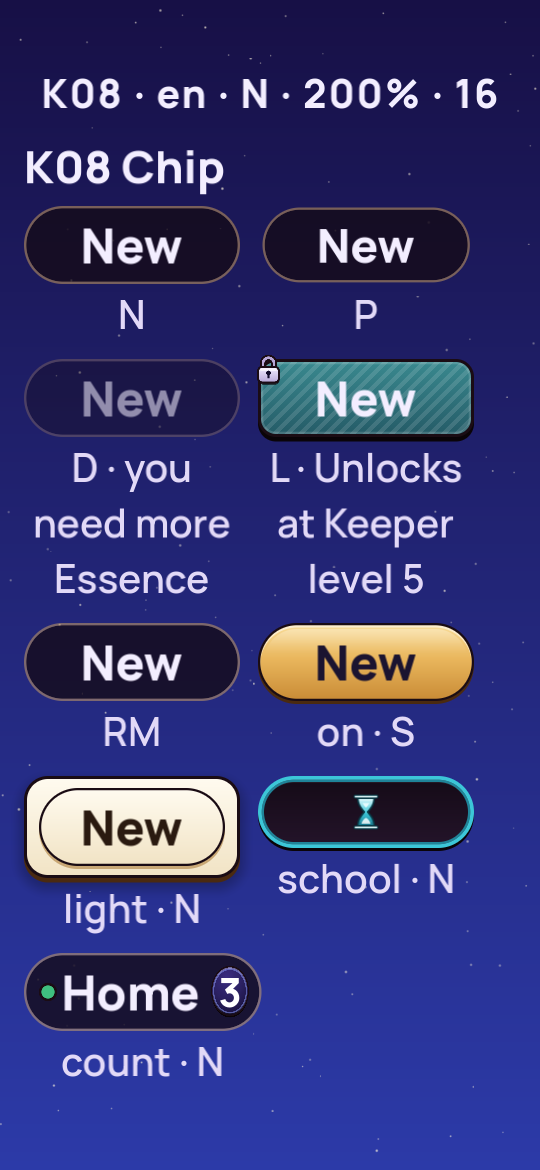 K08 · en · N · 200% · 16
K08 Chip
New
New
N
P
New
New
D · you
need more
Essence
L · Unlocks
at Keeper
level 5
New
New
RM
on · S
New
light · N
school · N
Home 3
count · N